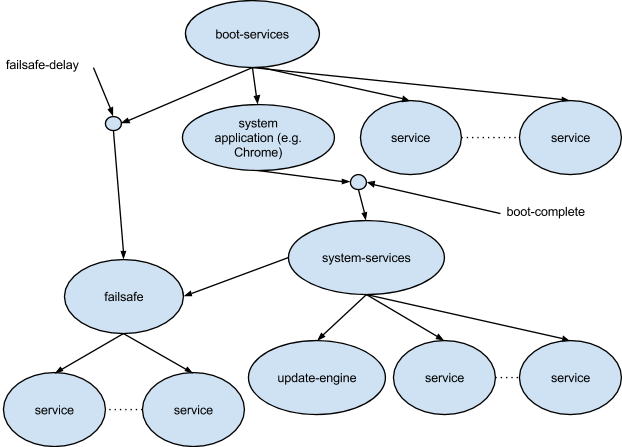 boot-services
failsafe-delay
system
application (e.g.
Chrome)
service
service
boot-complete
system-services
failsafe
update-engine
service
service
service
service